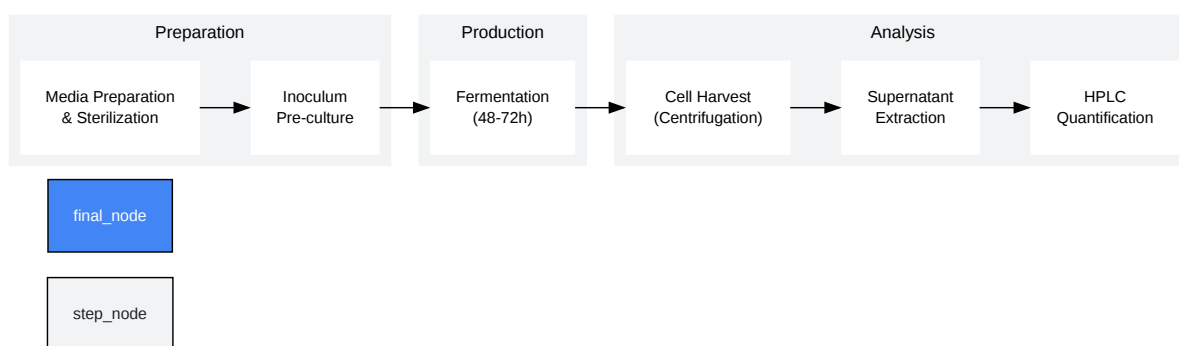 Preparation
Production
Analysis
Media Preparation
& Sterilization
Inoculum
Pre-culture
Fermentation
(48-72h)
Cell Harvest
(Centrifugation)
Supernatant
Extraction
HPLC
Quantification
final_node
step_node